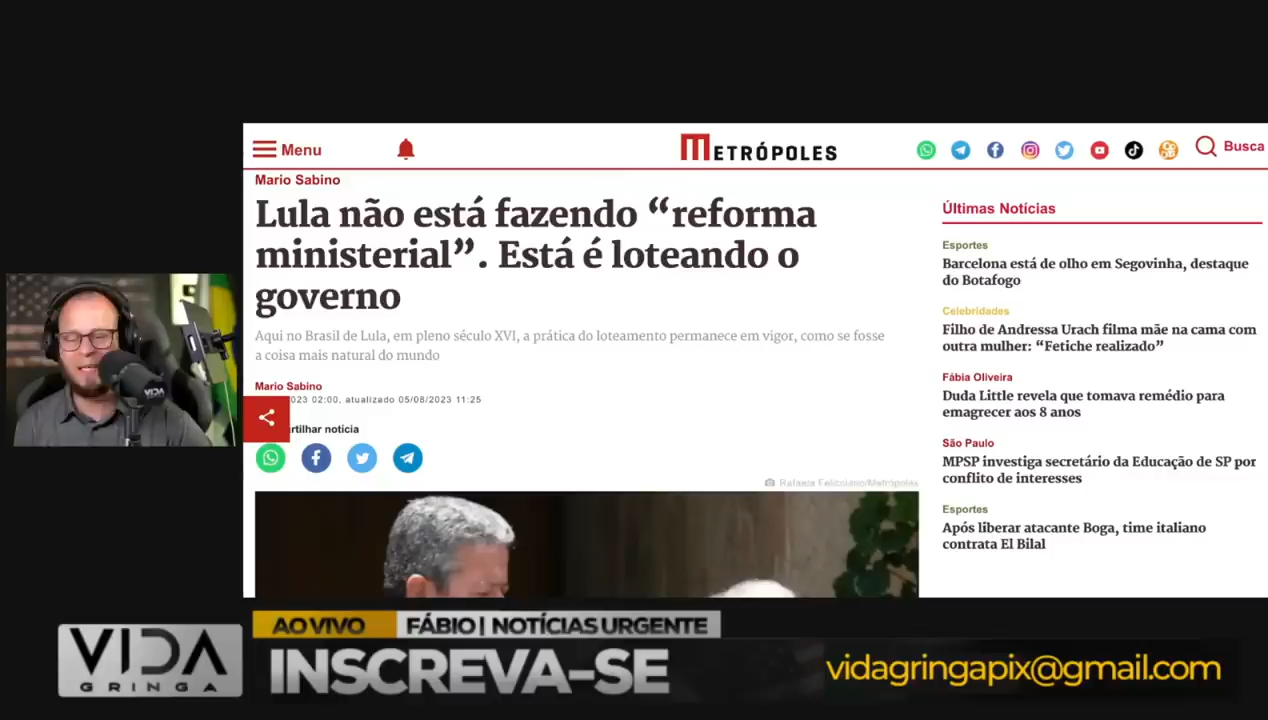 Menu
METRÓPOLES
Busca
Mario Sabino
Lula não está fazendo “reforma
ministerial”. Está é loteando o
governo
Aqui no Brasil de Lula, em pleno século XVI, a prática do loteamento permanece em vigor, como se fosse
a coisa mais natural do mundo
Mario Sabino
023 02:00, atualizado 05/08/2023 11:25
rtilhar notícia
Rafaela Felicciano/Metrópoles
Últimas Notícias
Esportes
Barcelona está de olho em Segovinha, destaque
do Botafogo
Celebridades
Filho de Andressa Urach filma mãe na cama com
outra mulher: “Fetiche realizado”
Fábia Oliveira
Duda Little revela que tomava remédio para
emagrecer aos 8 anos
São Paulo
MPSP investiga secretário da Educação de SP por
conflito de interesses
Esportes
Após liberar atacante Boga, time italiano
contrata El Bilal
VIDA
VIDA
GRINGA
AO VIVO
FÁBIO | NOTÍCIAS URGENTE
INSCREVA-SE
vidagringapix@gmail.com